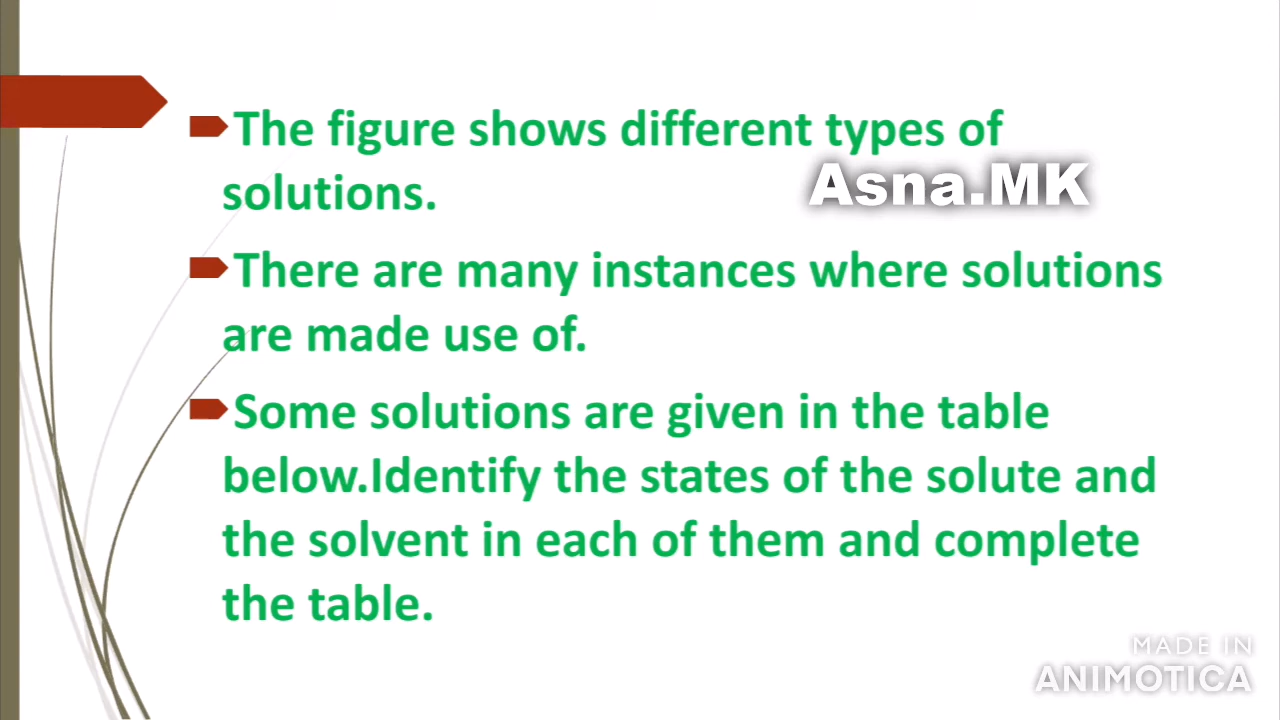 The figure shows different types of
solutions.
Asna.MK
There are many instances where solutions
are made use of.
Some solutions are given in the table
below.Identify the states of the solute and
the solvent in each of them and complete
the table.
MADE IN
ANIMOTICA